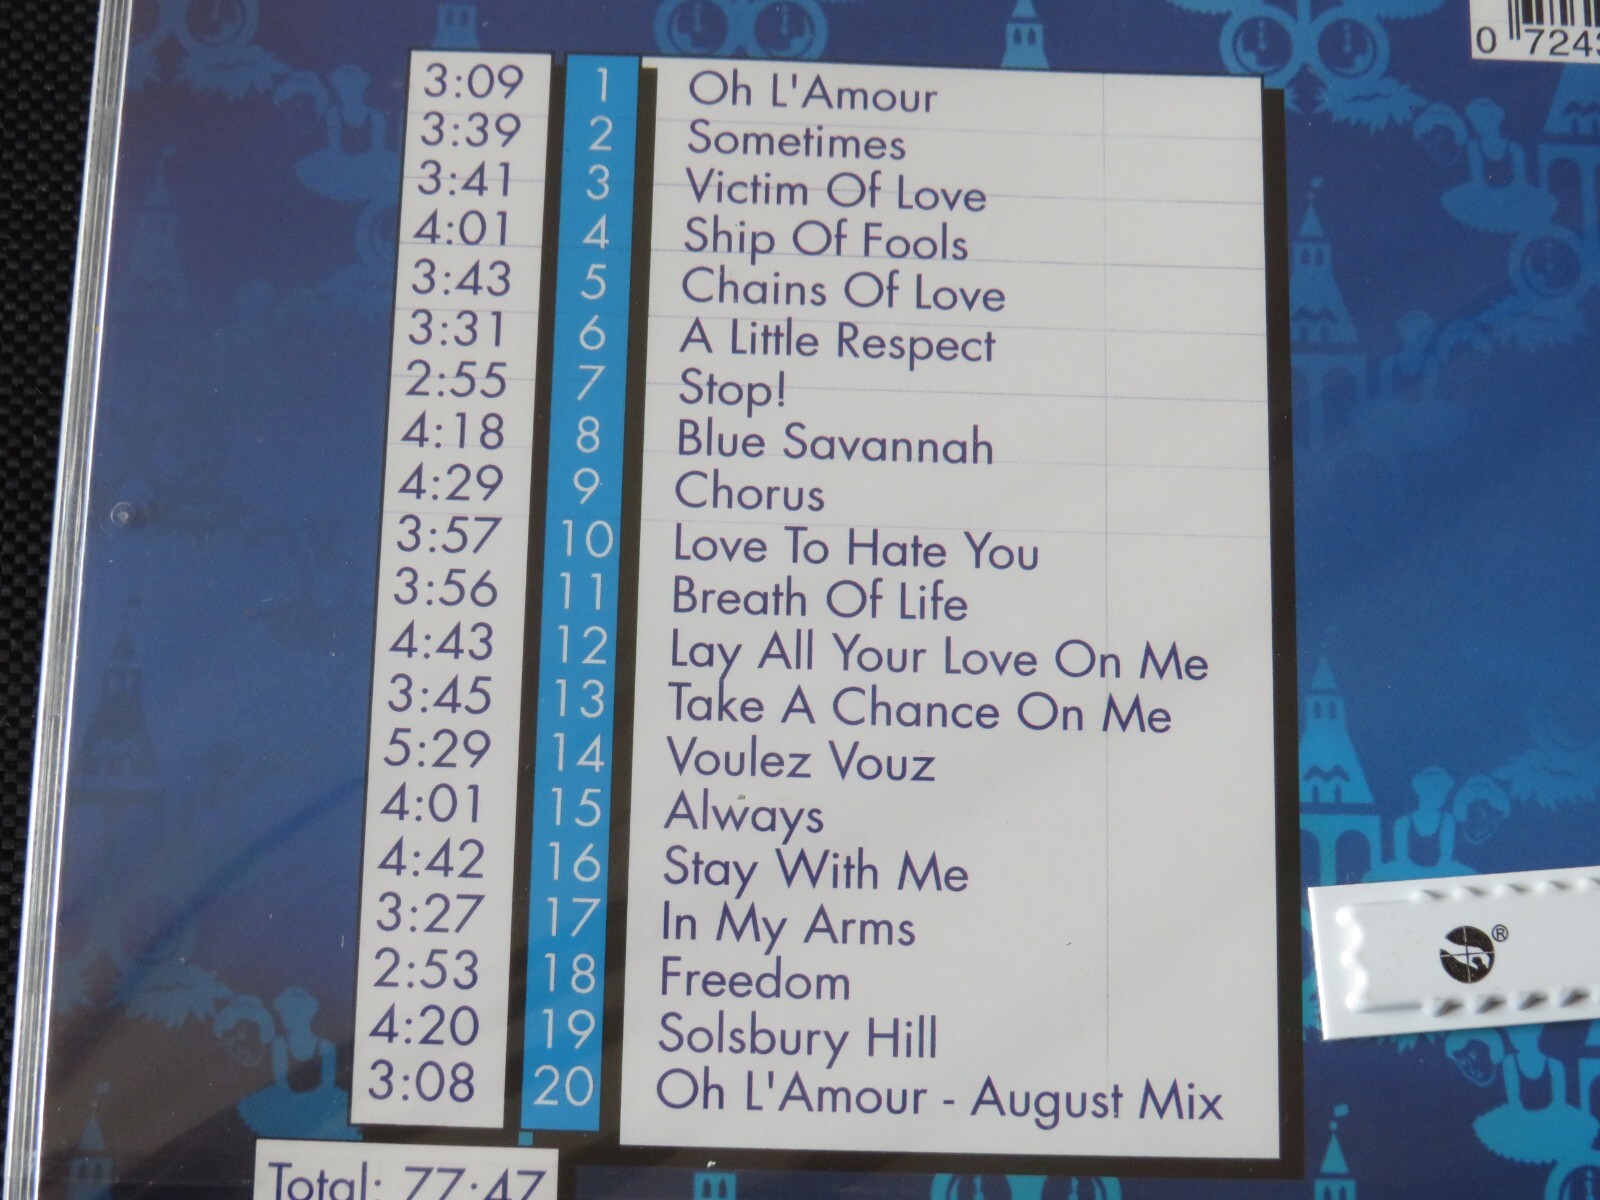 0 7243
3:09 1 Oh L'Amour
3:39 2 Sometimes
3:41 3 Victim Of Love
4:01 4 Ship Of Fools
3:43 5 Chains Of Love
3:31 6 A Little Respect
2:55 7 Stop!
4:18 8 Blue Savannah
4:29 9 Chorus
3:57 10 Love To Hate You
3:56 11 Breath Of Life
4:43 12 Lay All Your Love On Me
3:45 13 Take A Chance On Me
5:29 14 Voulez Vouz
4:01 15 Always
4:42 16 Stay With Me
3:27 17 In My Arms
2:53 18 Freedom
4:20 19 Solsbury Hill
3:08 20 Oh L'Amour - August Mix
Total: 77:47
®